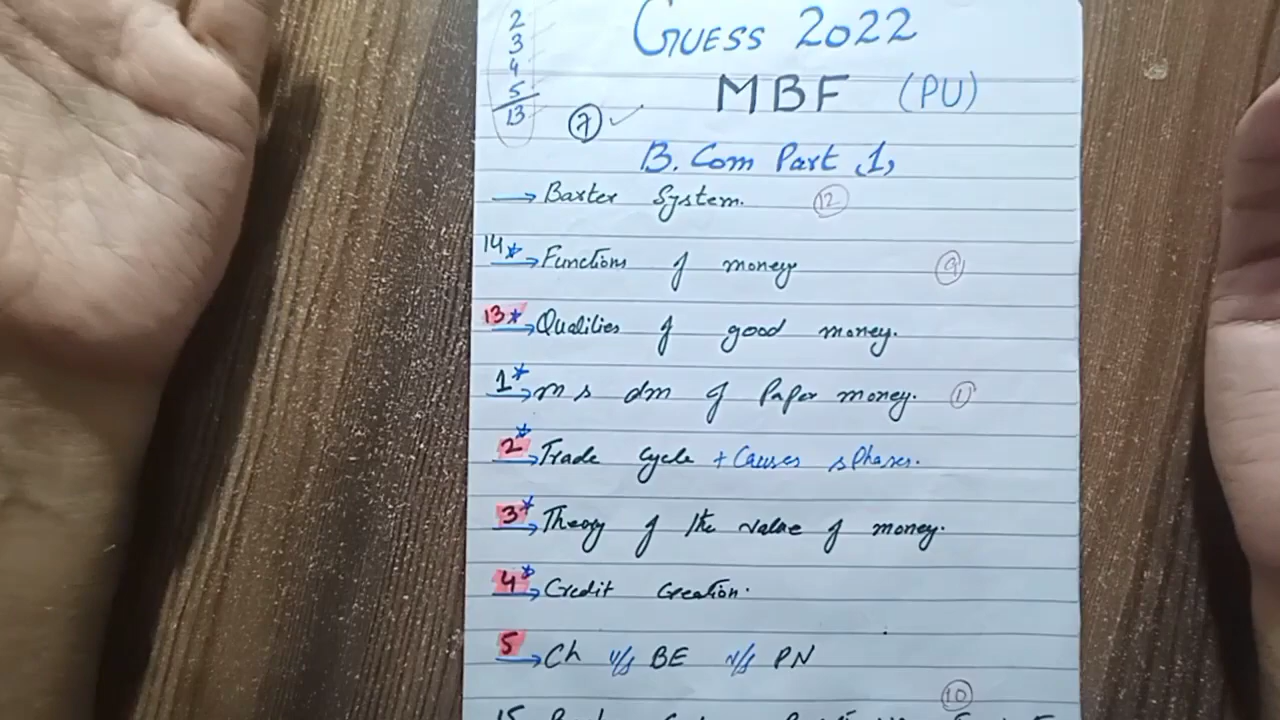 2
3
4
5
13
GUESS 2022
MBF (PU)
7
B. Com Part 1,
Barter System. 12
14* Functions of money 9
13* Qualities of good money.
1* m s dm of Paper money. 11
2* Trade Cycle + Causes s Phases.
3* Theory of the value of money.
4* Credit Creation.
5 Ch v/s BE v/s PN
10
15